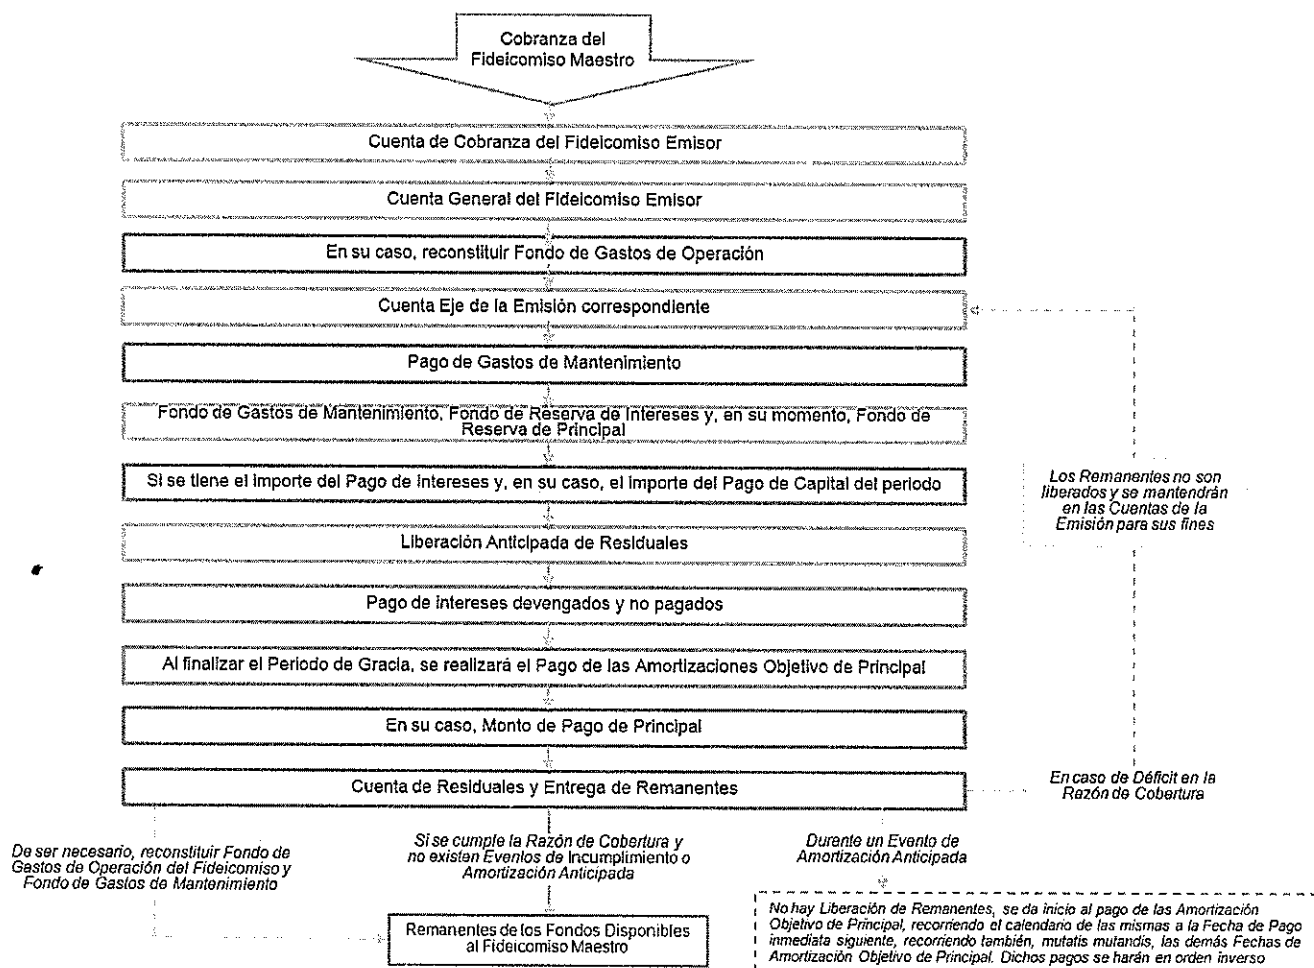 Cobranza del
Fideicomiso Maestro
Cuenta de Cobranza del Fideicomiso Emisor
Cuenta General del Fideicomiso Emisor
En su caso, reconstituir Fondo de Gastos de Operación
Cuenta Eje de la Emisión correspondiente
Pago de Gastos de Mantenimiento
Fondo de Gastos de Mantenimiento, Fondo de Reserva de Intereses y, en su momento, Fondo de
Reserva de Principal
Si se tiene el importe del Pago de Intereses y, en su caso, el importe del Pago de Capital del periodo
Los Remanentes no son
liberados y se mantendrán
en las Cuentas de la
Emisión para sus fines
Liberación Anticipada de Residuales
Pago de intereses devengados y no pagados
Al finalizar el Periodo de Gracia, se realizará el Pago de las Amortizaciones Objetivo de Principal
En su caso, Monto de Pago de Principal
Cuenta de Residuales y Entrega de Remanentes
En caso de Déficit en la
Razón de Cobertura
De ser necesario, reconstituir Fondo de
Gastos de Operación del Fideicomiso y
Fondo de Gastos de Mantenimiento
Si se cumple la Razón de Cobertura y
no existen Eventos de Incumplimiento o
Amortización Anticipada
Durante un Evento de
Amortización Anticipada
Remanentes de los Fondos Disponibles
al Fideicomiso Maestro
No hay Liberación de Remanentes, se da inicio al pago de las Amortización
Objetivo de Principal, recorriendo el calendario de las mismas a la Fecha de Pago
inmediata siguiente, recorriendo también, mutatis mutandis, las demás Fechas de
Amortización Objetivo de Principal. Dichos pagos se harán en orden inverso